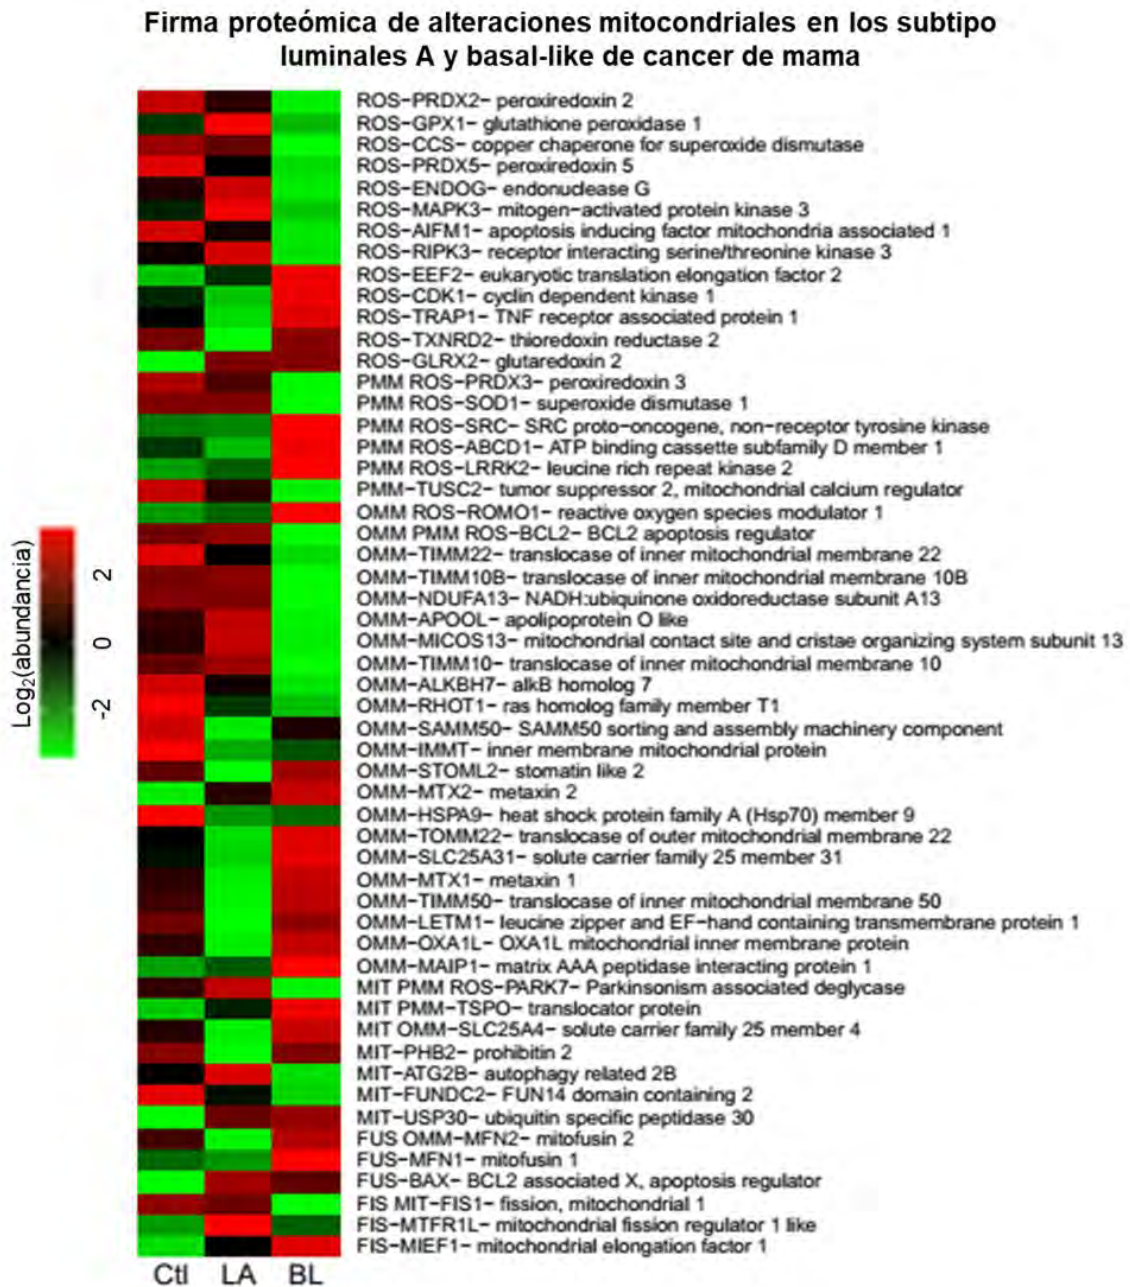 Firma proteómica de alteraciones mitocondriales en los subtipo
luminales A y basal-like de cancer de mama
ROS-PRDX2- peroxiredoxin 2
ROS-GPX1- glutathione peroxidase 1
ROS-CCS- copper chaperone for superoxide dismutase
ROS-PRDX5- peroxiredoxin 5
ROS-ENDOG- endonuclease G
ROS-MAPK3- mitogen-activated protein kinase 3
ROS-AIFM1- apoptosis inducing factor mitochondria associated 1
ROS-RIPK3- receptor interacting serine/threonine kinase 3
ROS-EEF2- eukaryotic translation elongation factor 2
ROS-CDK1- cyclin dependent kinase 1
ROS-TRAP1- TNF receptor associated protein 1
ROS-TXNRD2- thioredoxin reductase 2
ROS-GLRX2- glutaredoxin 2
PMM ROS-PRDX3- peroxiredoxin 3
PMM ROS-SOD1- superoxide dismutase 1
PMM ROS-SRC- SRC proto-oncogene, non-receptor tyrosine kinase
PMM ROS-ABCD1- ATP binding cassette subfamily D member 1
PMM ROS-LRRK2- leucine rich repeat kinase 2
PMM-TUSC2- tumor suppressor 2, mitochondrial calcium regulator
OMM ROS-ROMO1- reactive oxygen species modulator 1
OMM PMM ROS-BCL2- BCL2 apoptosis regulator
OMM-TIMM22- translocase of inner mitochondrial membrane 22
OMM-TIMM10B- translocase of inner mitochondrial membrane 10B
OMM-NDUFA13- NADH:ubiquinone oxidoreductase subunit A13
OMM-APOOL- apolipoprotein O like
OMM-MICOS13- mitochondrial contact site and cristae organizing system subunit 13
OMM-TIMM10- translocase of inner mitochondrial membrane 10
OMM-ALKBH7- alkB homolog 7
OMM-RHOT1- ras homolog family member T1
OMM-SAMM50- SAMM50 sorting and assembly machinery component
OMM-IMMT- inner membrane mitochondrial protein
OMM-STOML2- stomatin like 2
OMM-MTX2- metaxin 2
OMM-HSPA9- heat shock protein family A (Hsp70) member 9
OMM-TOMM22- translocase of outer mitochondrial membrane 22
OMM-SLC25A31- solute carrier family 25 member 31
OMM-MTX1- metaxin 1
OMM-TIMM50- translocase of inner mitochondrial membrane 50
OMM-LETM1- leucine zipper and EF-hand containing transmembrane protein 1
OMM-OXA1L- OXA1L mitochondrial inner membrane protein
OMM-MAIP1- matrix AAA peptidase interacting protein 1
MIT PMM ROS-PARK7- Parkinsonism associated deglycase
MIT PMM-TSPO- translocator protein
MIT OMM-SLC25A4- solute carrier family 25 member 4
MIT-PHB2- prohibitin 2
MIT-ATG2B- autophagy related 2B
MIT-FUNDC2- FUN14 domain containing 2
MIT-USP30- ubiquitin specific peptidase 30
FUS OMM-MFN2- mitofusin 2
FUS-MFN1- mitofusin 1
FUS-BAX- BCL2 associated X, apoptosis regulator
FIS MIT-FIS1- fission, mitochondrial 1
FIS-MTFR1L- mitochondrial fission regulator 1 like
FIS-MIEF1- mitochondrial elongation factor 1
Ctl LA BL
Log₂(abundancia)
2
0
-2